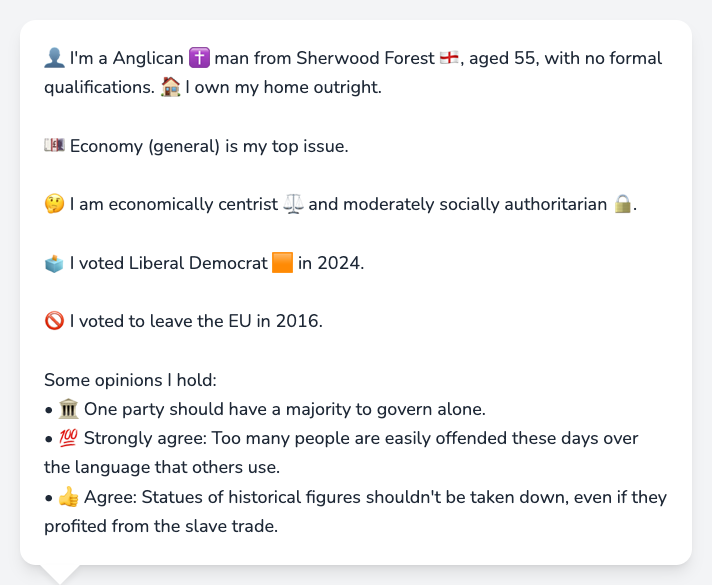 👤 I'm a Anglican ✝️ man from Sherwood Forest 🏴󠁧󠁢󠁥󠁮󠁧󠁿, aged 55, with no formal
qualifications. 🏠 I own my home outright.
💷 Economy (general) is my top issue.
🤔 I am economically centrist ⚖️ and moderately socially authoritarian 🔒.
🗳️ I voted Liberal Democrat 🟧 in 2024.
🚫 I voted to leave the EU in 2016.
Some opinions I hold:
• 🏛️ One party should have a majority to govern alone.
• 💯 Strongly agree: Too many people are easily offended these days over
the language that others use.
• 👍 Agree: Statues of historical figures shouldn't be taken down, even if they
profited from the slave trade.